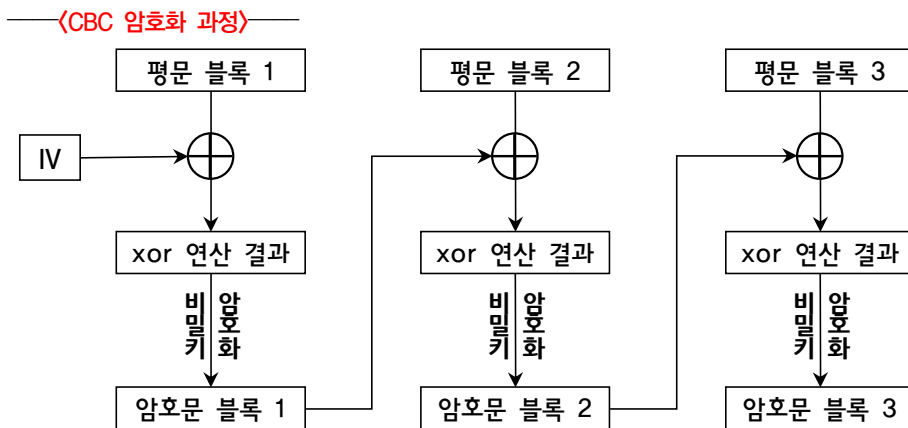 〈CBC 암호화 과정〉
평문 블록 1 평문 블록 2 평문 블록 3
IV
xor 연산 결과 xor 연산 결과 xor 연산 결과
비밀키 암호화 비밀키 암호화 비밀키 암호화
암호문 블록 1 암호문 블록 2 암호문 블록 3